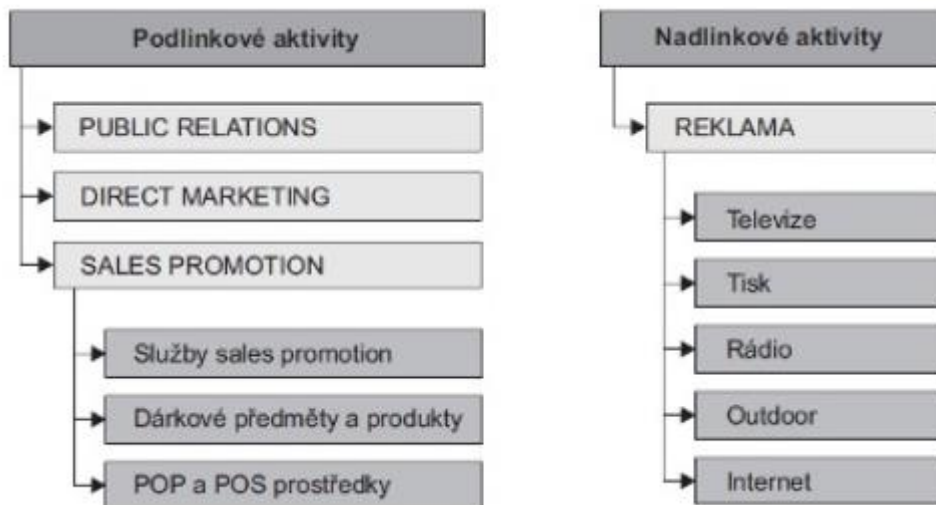 Podlinkové aktivity
PUBLIC RELATIONS
DIRECT MARKETING
SALES PROMOTION
Služby sales promotion
Dárkové předměty a produkty
POP a POS prostředky
Nadlinkové aktivity
REKLAMA
Televize
Tisk
Rádio
Outdoor
Internet